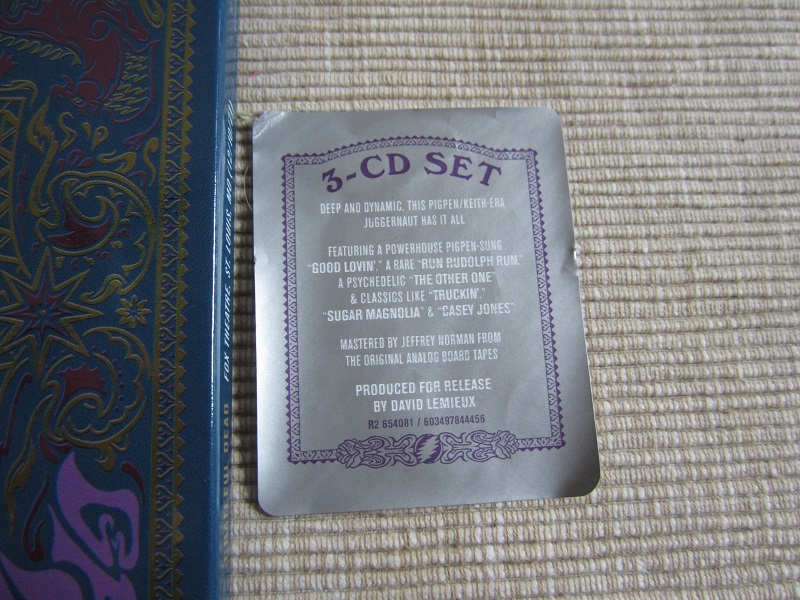 3-CD SET
DEEP AND DYNAMIC, THIS PIGPEN/KEITH-ERA
JUGGERNAUT HAS IT ALL
FEATURING A POWERHOUSE PIGPEN-SUNG
"GOOD LOVIN'," A RARE "RUN RUDOLPH RUN,"
A PSYCHEDELIC "THE OTHER ONE"
& CLASSICS LIKE "TRUCKIN',"
"SUGAR MAGNOLIA" & "CASEY JONES"
MASTERED BY JEFFREY NORMAN FROM
THE ORIGINAL ANALOG BOARD TAPES
PRODUCED FOR RELEASE
BY DAVID LEMIEUX
R2 654081 / 603497844456
DEAD FOX THEATRE, ST. LOUIS, MO